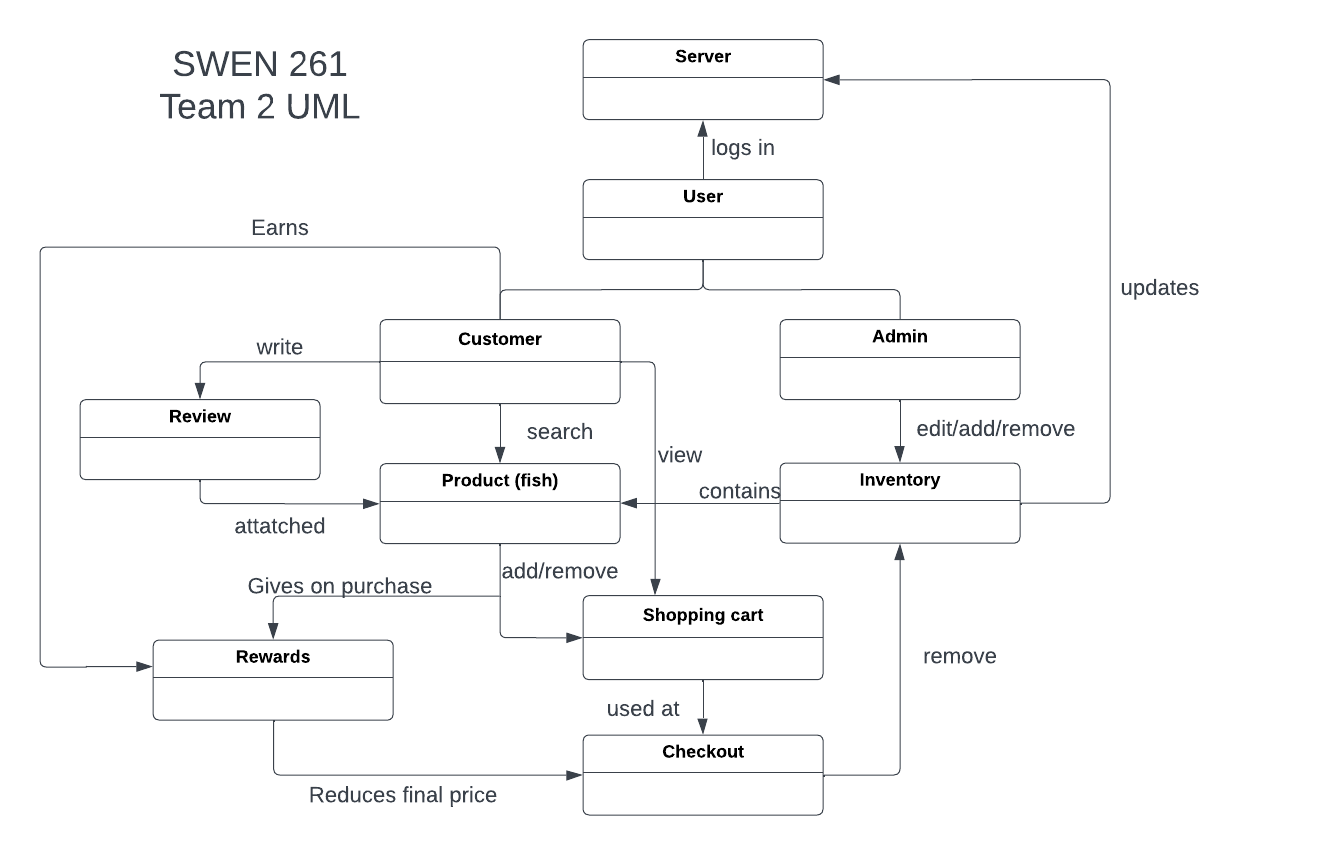 SWEN 261
Team 2 UML
Server
logs in
User
Earns
updates
Customer
Admin
write
Review
search
edit/add/remove
view
Product (fish)
contains
Inventory
attatched
add/remove
Gives on purchase
Shopping cart
Rewards
remove
used at
Checkout
Reduces final price